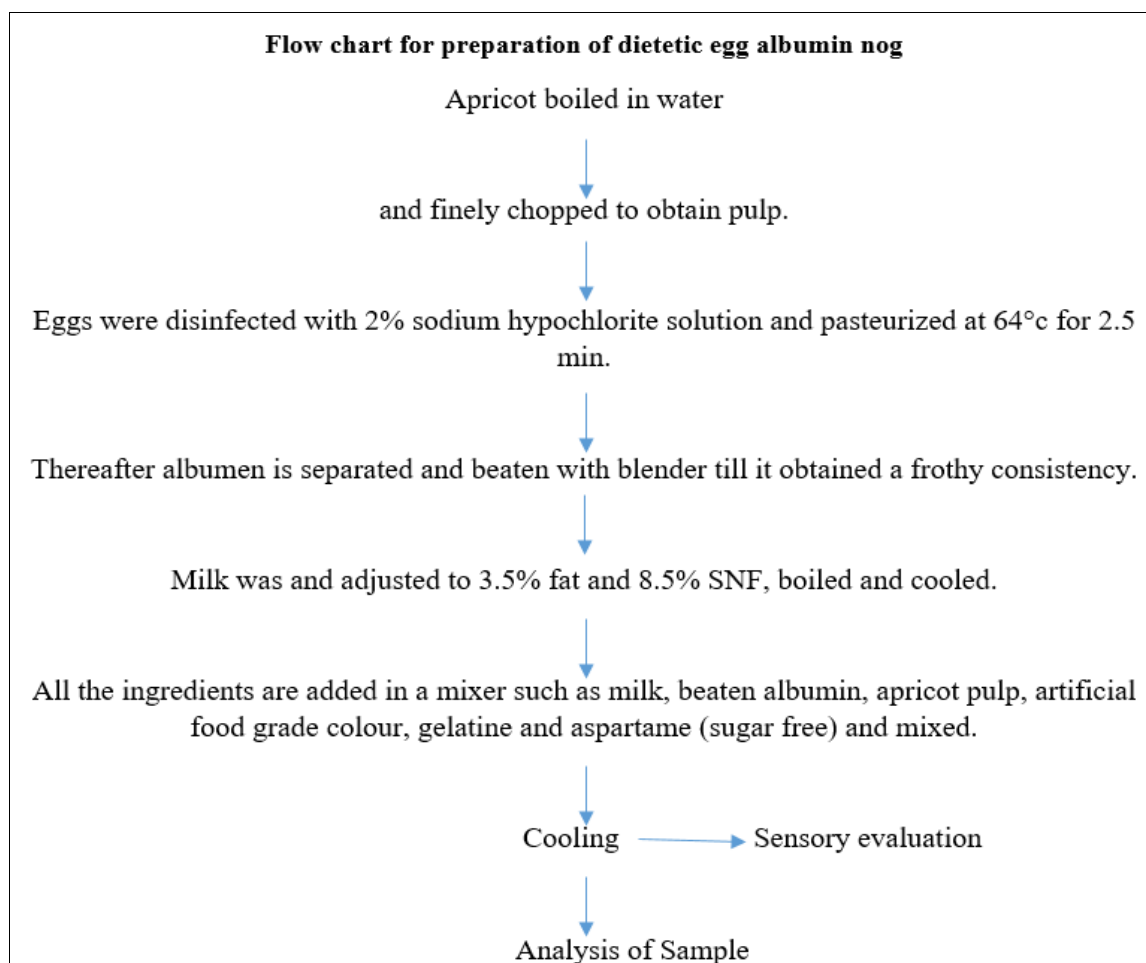 Flow chart for preparation of dietetic egg albumin nog
Apricot boiled in water
and finely chopped to obtain pulp.
Eggs were disinfected with 2% sodium hypochlorite solution and pasteurized at 64°c for 2.5
min.
Thereafter albumen is separated and beaten with blender till it obtained a frothy consistency.
Milk was and adjusted to 3.5% fat and 8.5% SNF, boiled and cooled.
All the ingredients are added in a mixer such as milk, beaten albumin, apricot pulp, artificial
food grade colour, gelatine and aspartame (sugar free) and mixed.
Cooling Sensory evaluation
Analysis of Sample